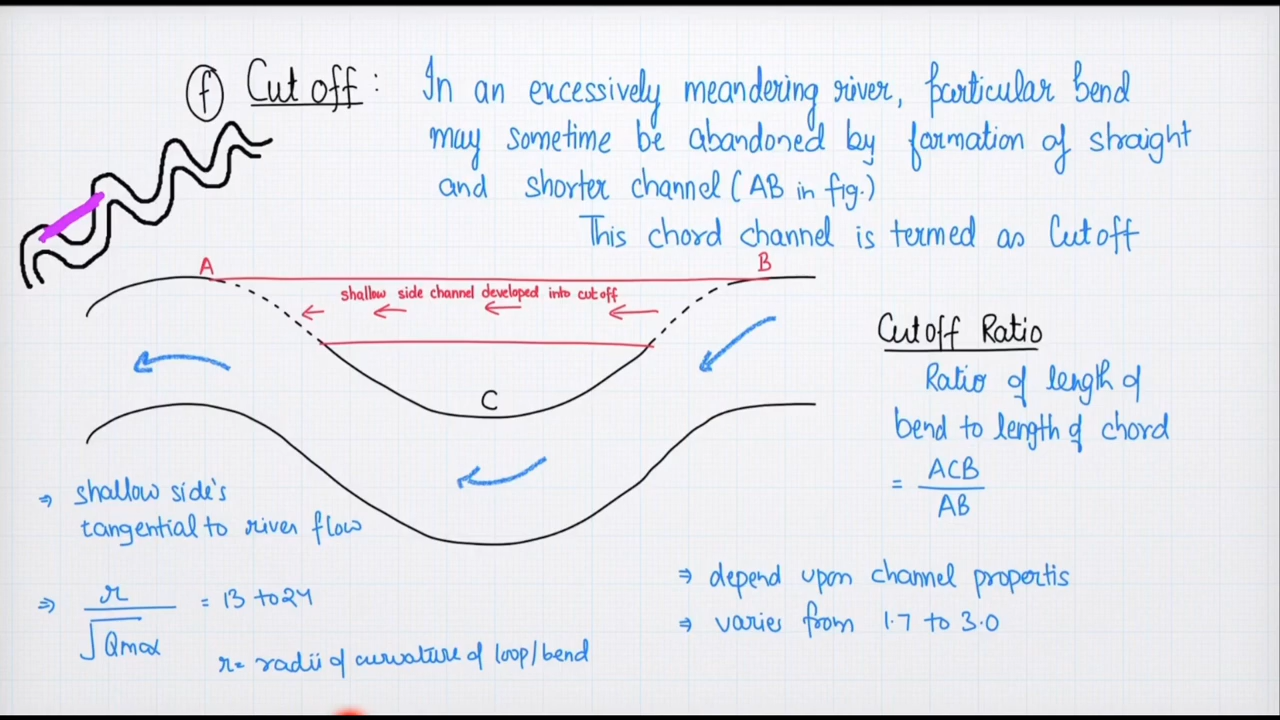 (f) Cut off :
In an excessively meandering river, particular bend
may sometime be abandoned by formation of straight
and shorter channel (AB in fig.)
This chord channel is termed as Cutoff
A
B
shallow side channel developed into cutoff
C
Cutoff Ratio
Ratio of length of
bend to length of chord
= ACB / AB
⇒ shallow side's
tangential to river flow
⇒ r / √Qmax = 13 to 24
r = radii of curvature of loop/bend
⇒ depend upon channel propertis
⇒ varies from 1.7 to 3.0